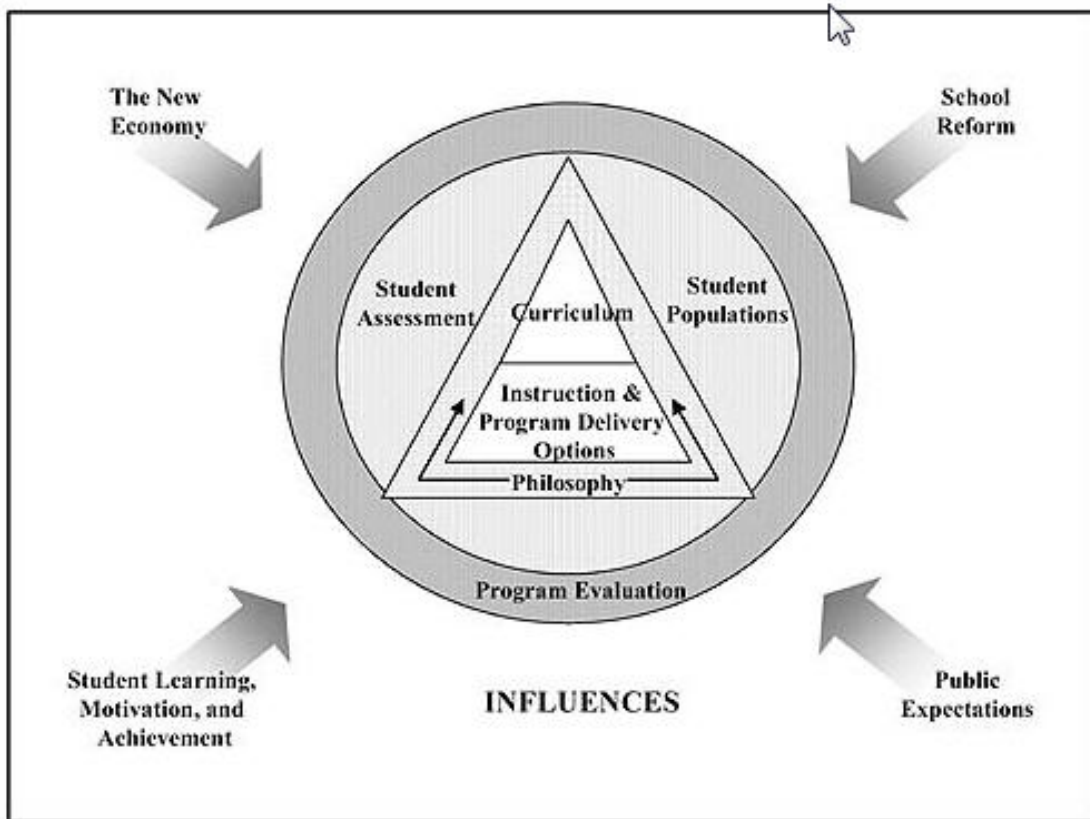 The New
Economy
School
Reform
Student
Assessment
Curriculum
Student
Populations
Instruction &
Program Delivery
Options
Philosophy
Program Evaluation
Student Learning,
Motivation, and
Achievement
INFLUENCES
Public
Expectations